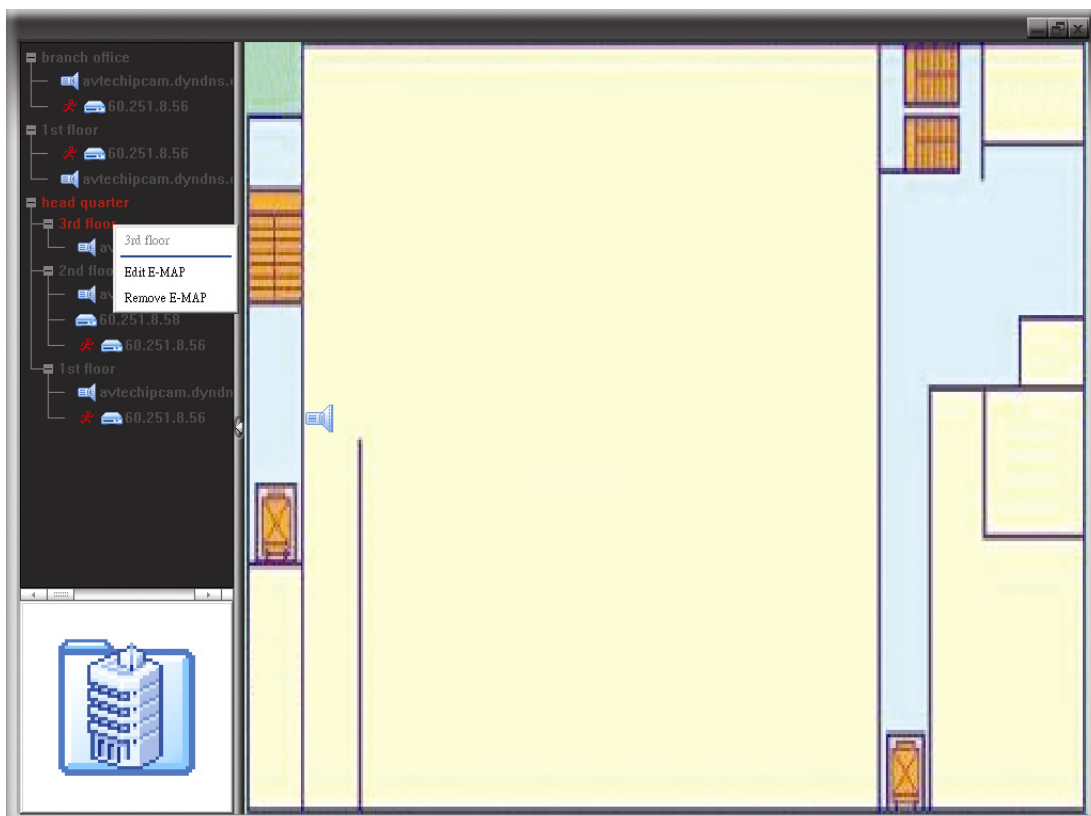 branch office
avtechipcam.dyndns.
60.251.8.56
1st floor
60.251.8.56
avtechipcam.dyndns.
head quarter
3rd floor
av
3rd floor
Edit E-MAP
Remove E-MAP
2nd floo
av
60.251.8.58
60.251.8.56
1st floor
avtechipcam.dyndn
60.251.8.56